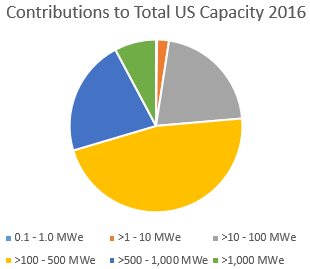 Contributions to Total US Capacity 2016
0.1 - 1.0 MWe >1 - 10 MWe >10 - 100 MWe
>100 - 500 MWe >500 - 1,000 MWe >1,000 MWe